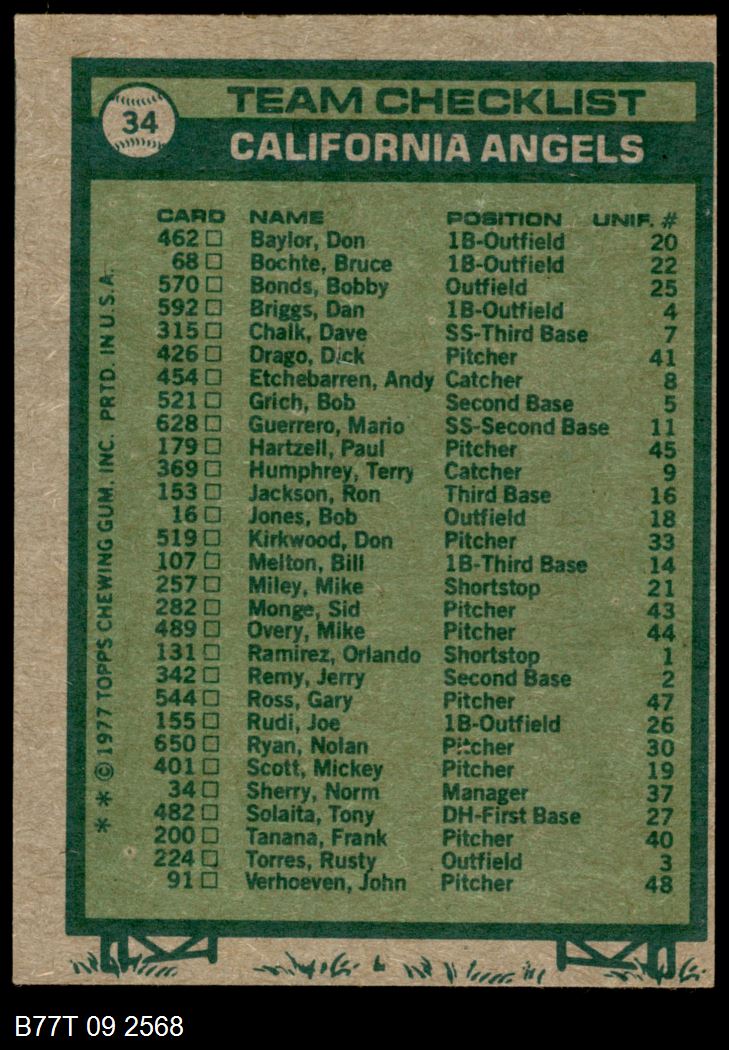 34
TEAM CHECKLIST
CALIFORNIA ANGELS
CARD NAME POSITION UNIF. #
462 Baylor, Don 1B-Outfield 20
68 Bochte, Bruce 1B-Outfield 22
570 Bonds, Bobby Outfield 25
592 Briggs, Dan 1B-Outfield 4
315 Chalk, Dave SS-Third Base 7
426 Drago, Dick Pitcher 41
454 Etchebarren, Andy Catcher 8
521 Grich, Bob Second Base 5
628 Guerrero, Mario SS-Second Base 11
179 Hartzell, Paul Pitcher 45
369 Humphrey, Terry Catcher 9
153 Jackson, Ron Third Base 16
16 Jones, Bob Outfield 18
519 Kirkwood, Don Pitcher 33
107 Melton, Bill 1B-Third Base 14
257 Miley, Mike Shortstop 21
282 Monge, Sid Pitcher 43
489 Overy, Mike Pitcher 44
131 Ramirez, Orlando Shortstop 1
342 Remy, Jerry Second Base 2
544 Ross, Gary Pitcher 47
155 Rudi, Joe 1B-Outfield 26
650 Ryan, Nolan Pitcher 30
401 Scott, Mickey Pitcher 19
34 Sherry, Norm Manager 37
482 Solaita, Tony DH-First Base 27
200 Tanana, Frank Pitcher 40
224 Torres, Rusty Outfield 3
91 Verhoeven, John Pitcher 48
* * © 1977 TOPPS CHEWING GUM, INC. PRTD. IN U.S.A.
B77T 09 2568